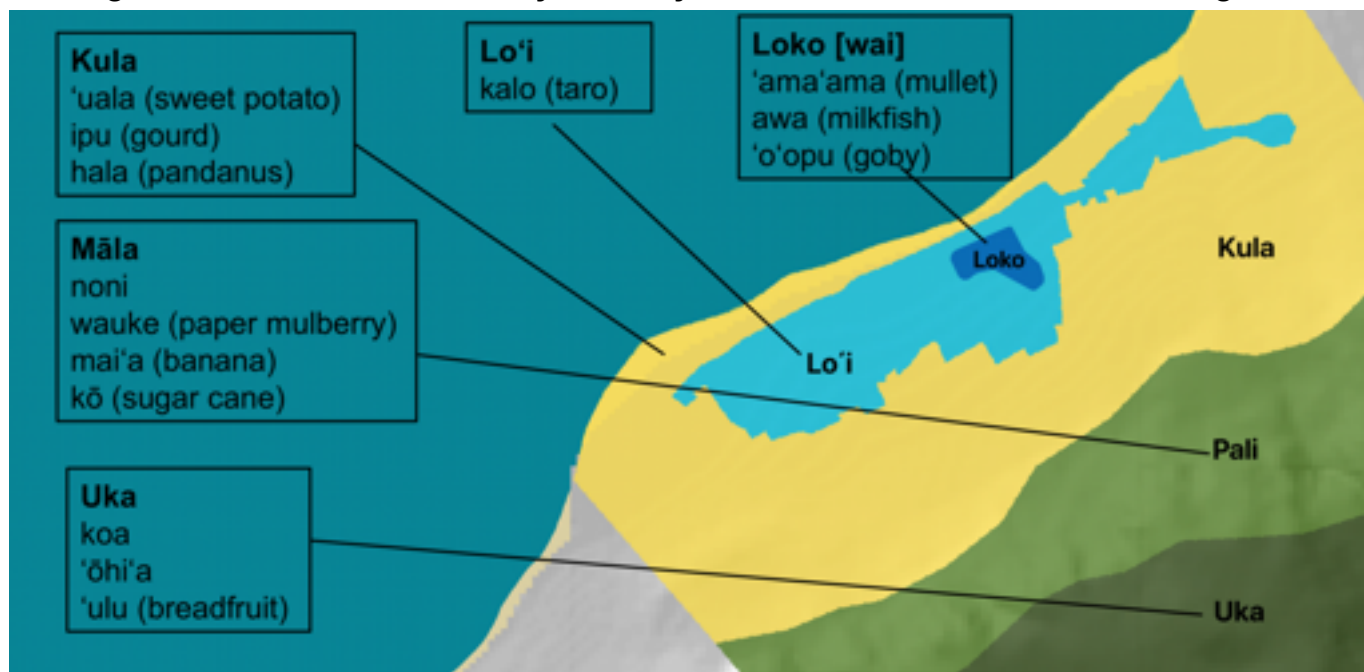 Kula
ʻuala (sweet potato)
ipu (gourd)
hala (pandanus)
Loʻi
kalo (taro)
Loko [wai]
ʻamaʻama (mullet)
awa (milkfish)
ʻoʻopu (goby)
Māla
noni
wauke (paper mulberry)
maiʻa (banana)
kō (sugar cane)
Uka
koa
ʻōhiʻa
ʻulu (breadfruit)
Loko
Kula
Lo´i
Pali
Uka